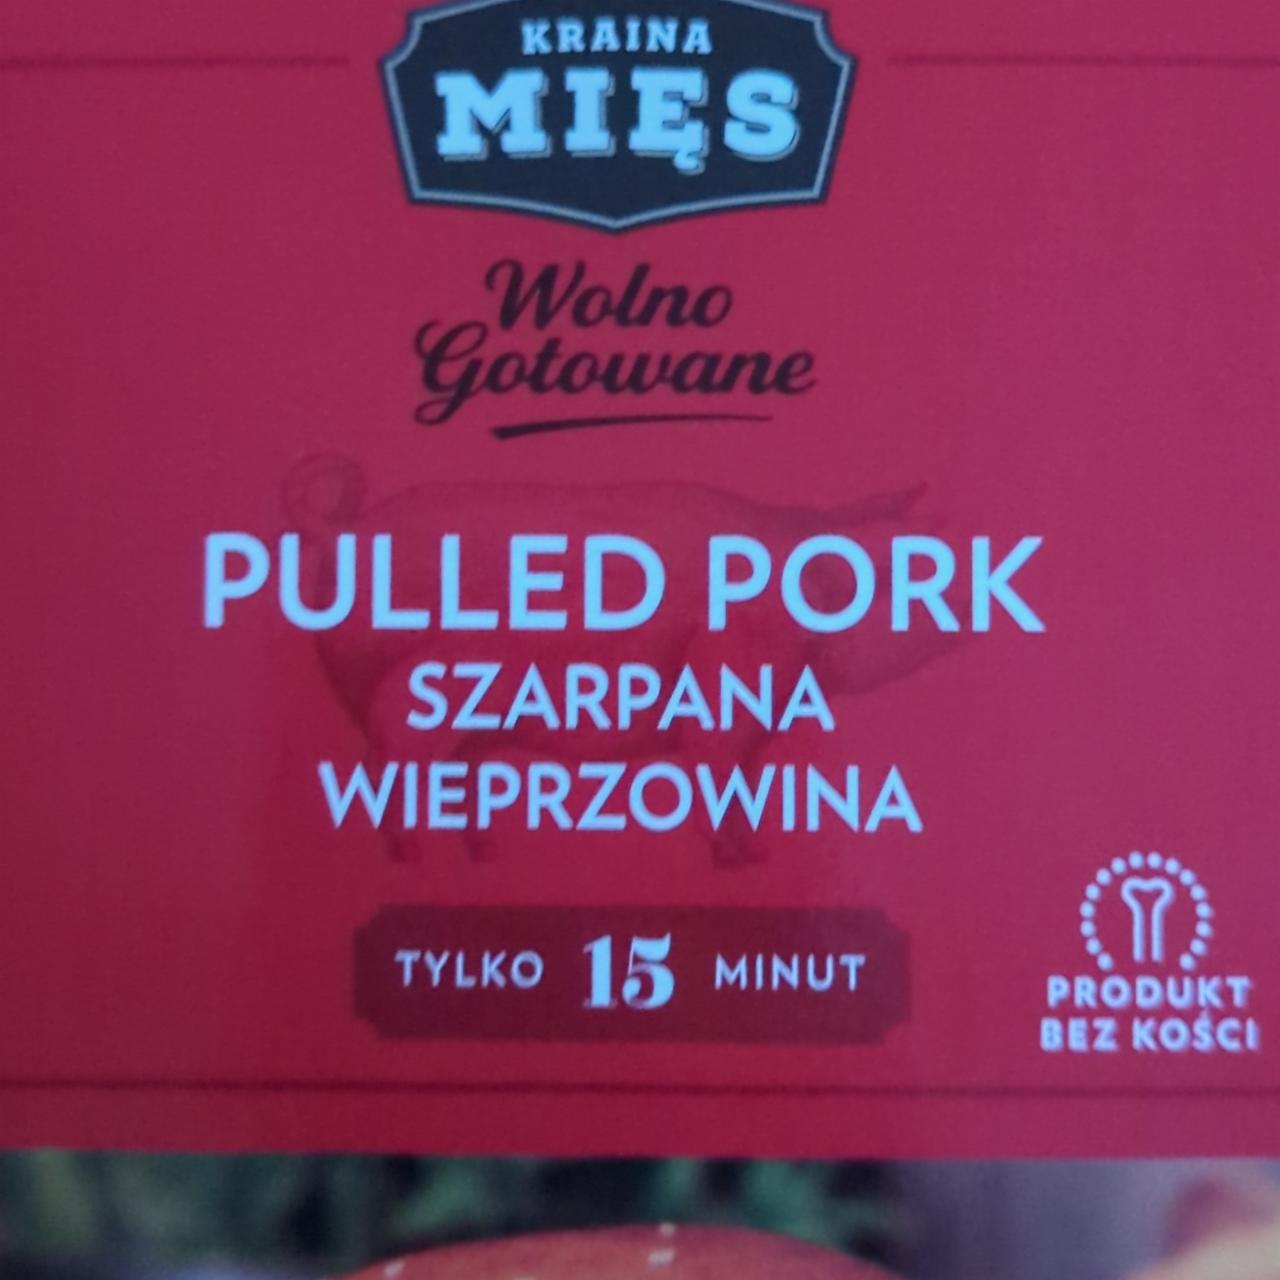 KRAINA
MIĘS
Wolno
Gotowane
PULLED PORK
SZARPANA
WIEPRZOWINA
TYLKO 15 MINUT
PRODUKT
BEZ KOŚCI